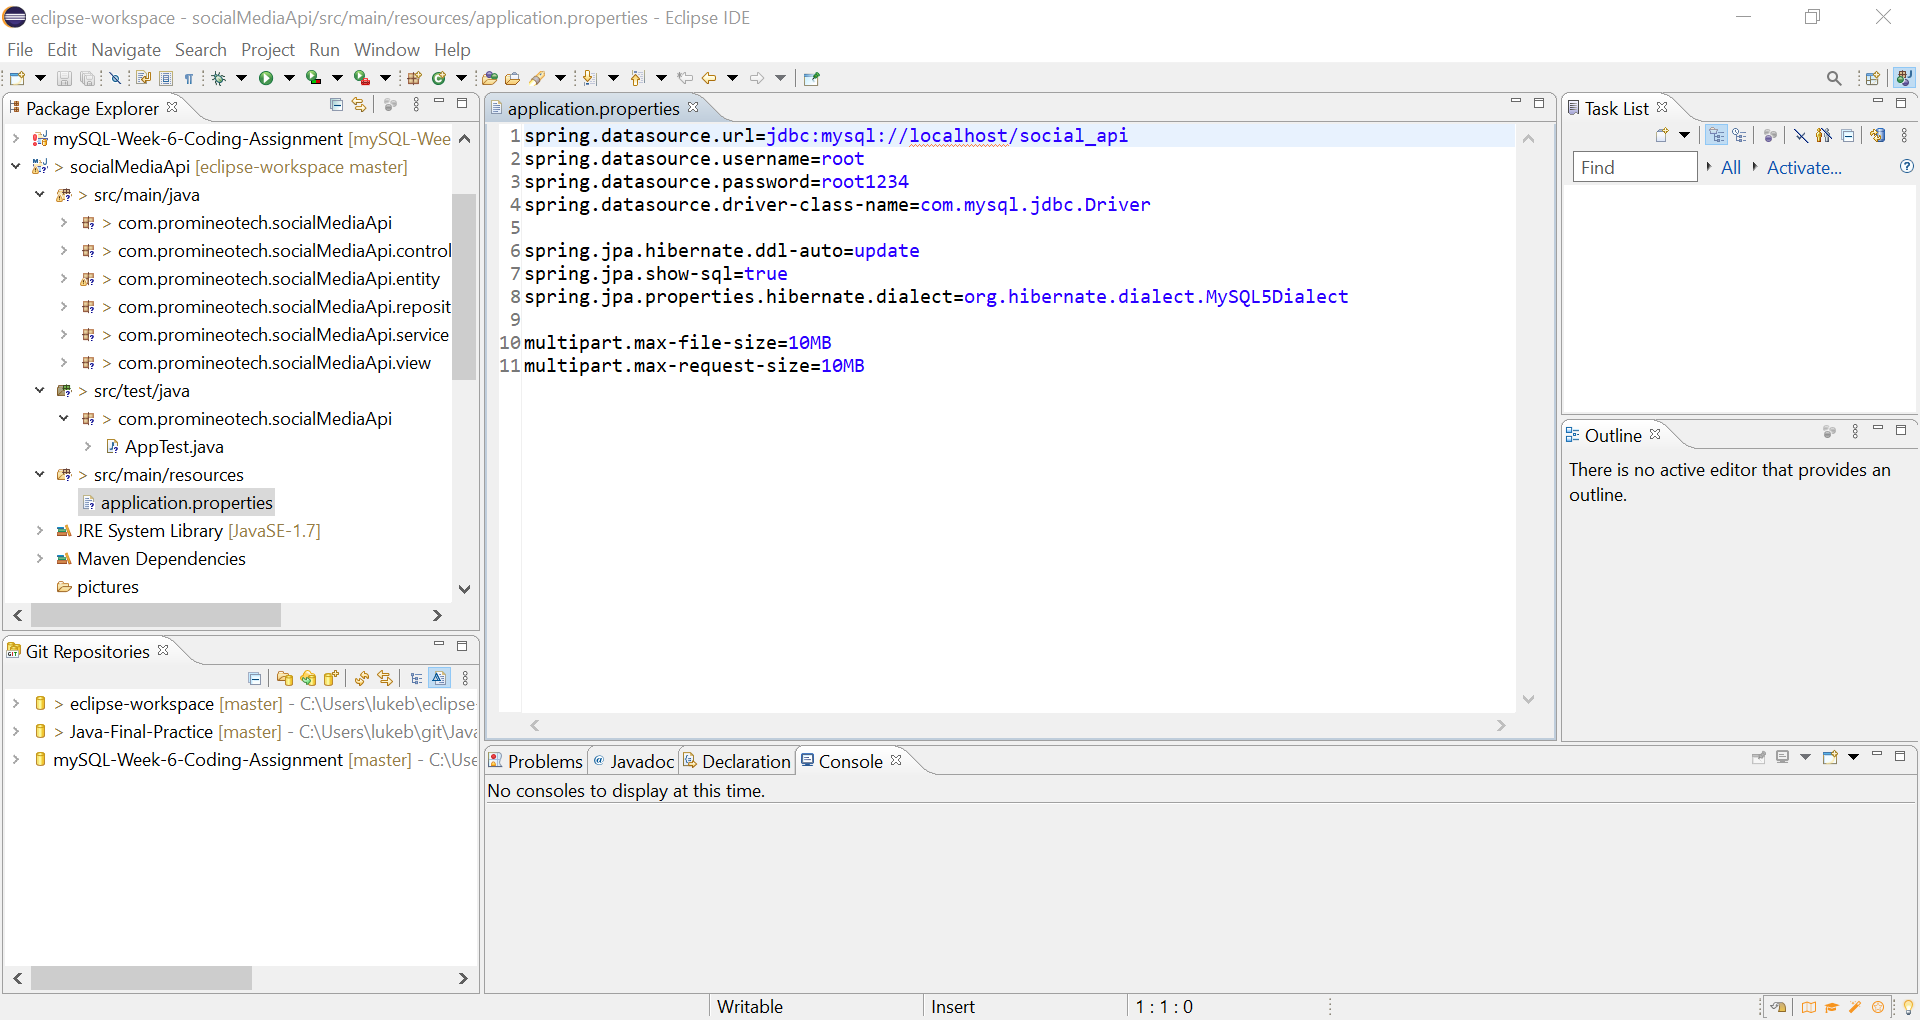 eclipse-workspace - socialMediaApi/src/main/resources/application.properties - Eclipse IDE
File Edit Navigate Search Project Run Window Help
Package Explorer
mySQL-Week-6-Coding-Assignment [mySQL-Wee
> socialMediaApi [eclipse-workspace master]
> src/main/java
> com.promineotech.socialMediaApi
> com.promineotech.socialMediaApi.control
> com.promineotech.socialMediaApi.entity
> com.promineotech.socialMediaApi.reposit
> com.promineotech.socialMediaApi.service
> com.promineotech.socialMediaApi.view
> src/test/java
> com.promineotech.socialMediaApi
AppTest.java
> src/main/resources
application.properties
JRE System Library [JavaSE-1.7]
Maven Dependencies
pictures
Git Repositories
> eclipse-workspace [master] - C:\Users\lukeb\eclipse-
> Java-Final-Practice [master] - C:\Users\lukeb\git\Java
mySQL-Week-6-Coding-Assignment [master] - C:\Use
application.properties
1 spring.datasource.url=jdbc:mysql://localhost/social_api
2 spring.datasource.username=root
3 spring.datasource.password=root1234
4 spring.datasource.driver-class-name=com.mysql.jdbc.Driver
5
6 spring.jpa.hibernate.ddl-auto=update
7 spring.jpa.show-sql=true
8 spring.jpa.properties.hibernate.dialect=org.hibernate.dialect.MySQL5Dialect
9
10 multipart.max-file-size=10MB
11 multipart.max-request-size=10MB
Problems @ Javadoc Declaration Console
No consoles to display at this time.
Task List
Find All Activate...
Outline
There is no active editor that provides an
outline.
Writable Insert 1 : 1 : 0